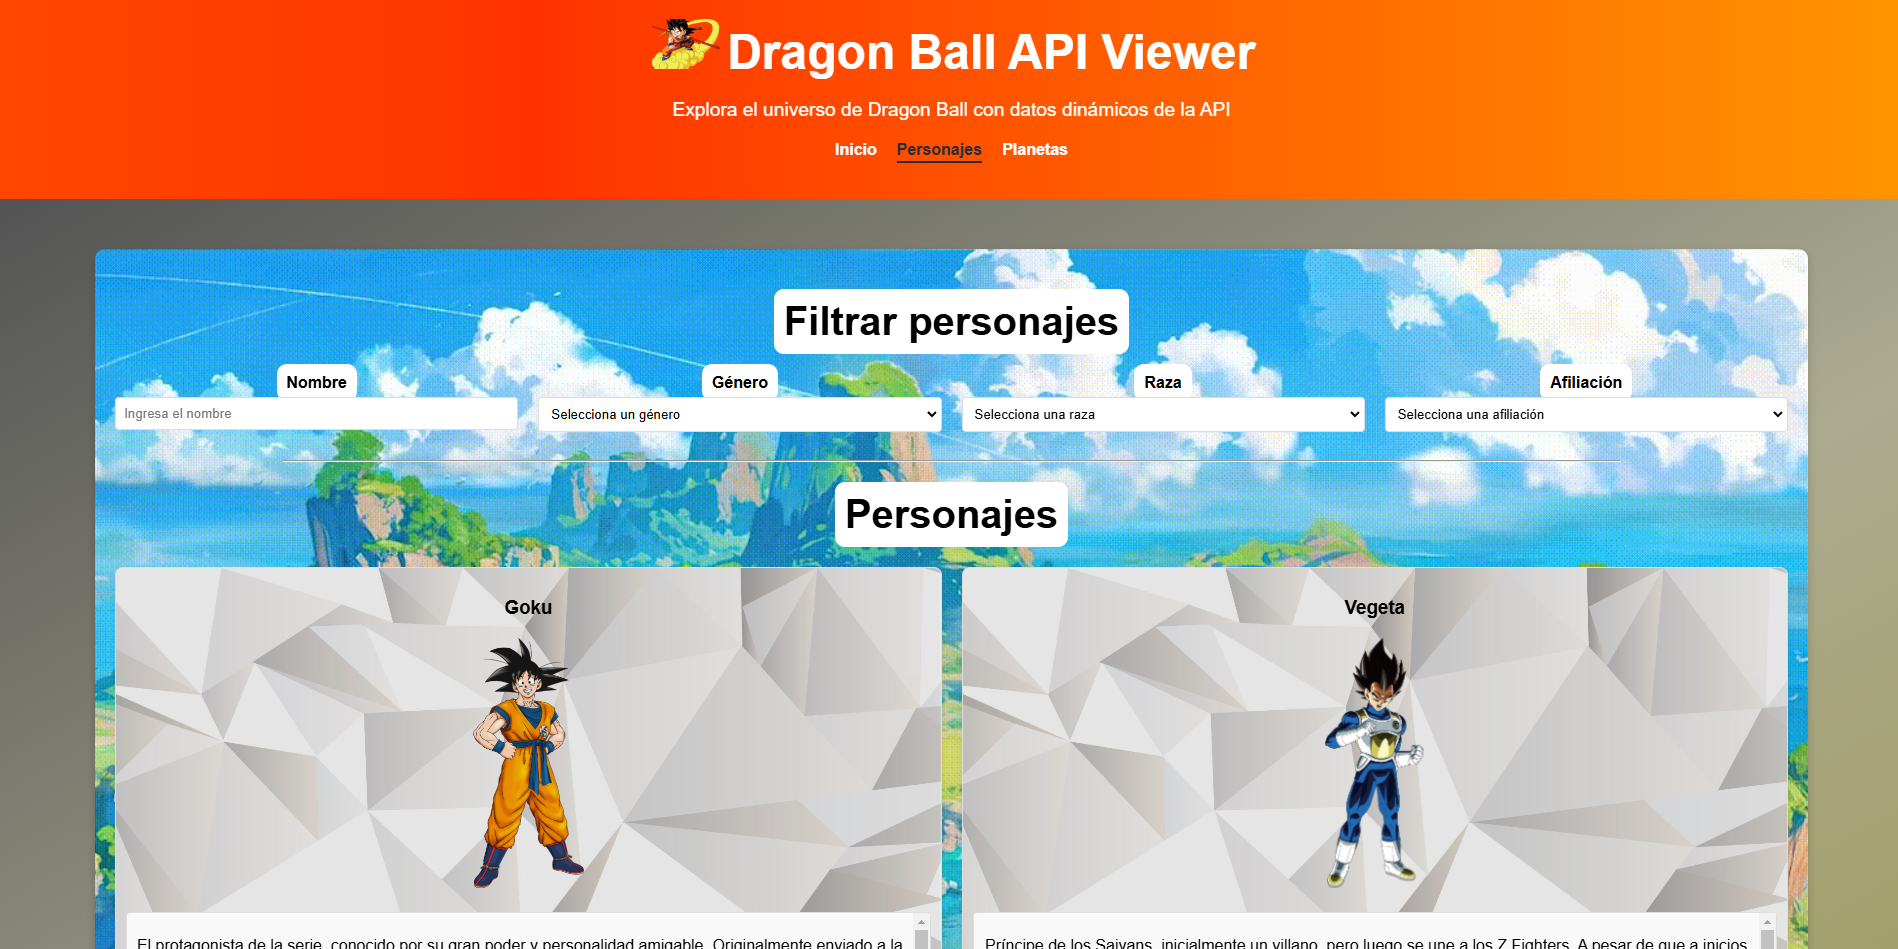 Dragon Ball API Viewer
Explora el universo de Dragon Ball con datos dinámicos de la API
Inicio Personajes Planetas
Filtrar personajes
Nombre Género Raza Afiliación
Ingresa el nombre Selecciona un género Selecciona una raza Selecciona una afiliación
Personajes
Goku Vegeta
El protagonista de la serie, conocido por su gran poder y personalidad amigable. Originalmente enviado a la
Príncipe de los Saiyans, inicialmente un villano, pero luego se une a los Z Fighters. A pesar de que a inicios